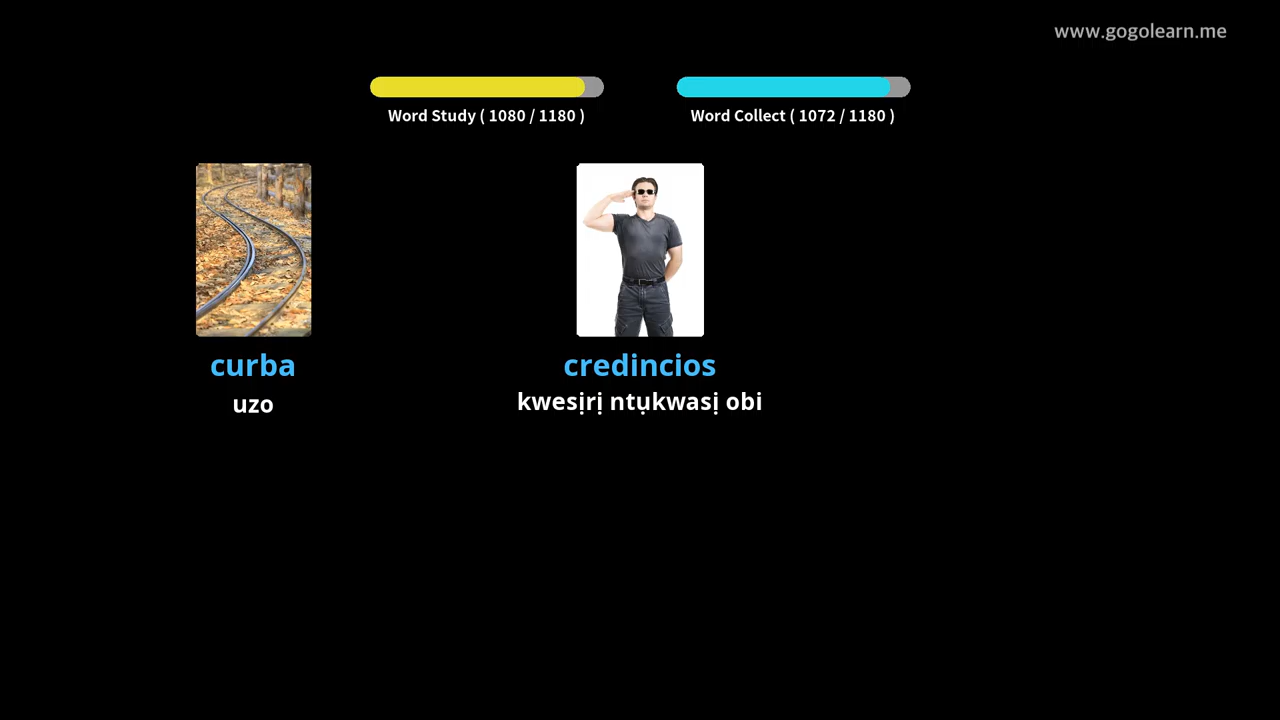 www.gogolearn.me
Word Study ( 1080 / 1180 )
Word Collect ( 1072 / 1180 )
curba
credincios
uzo
kwesịrị ntụkwasị obi